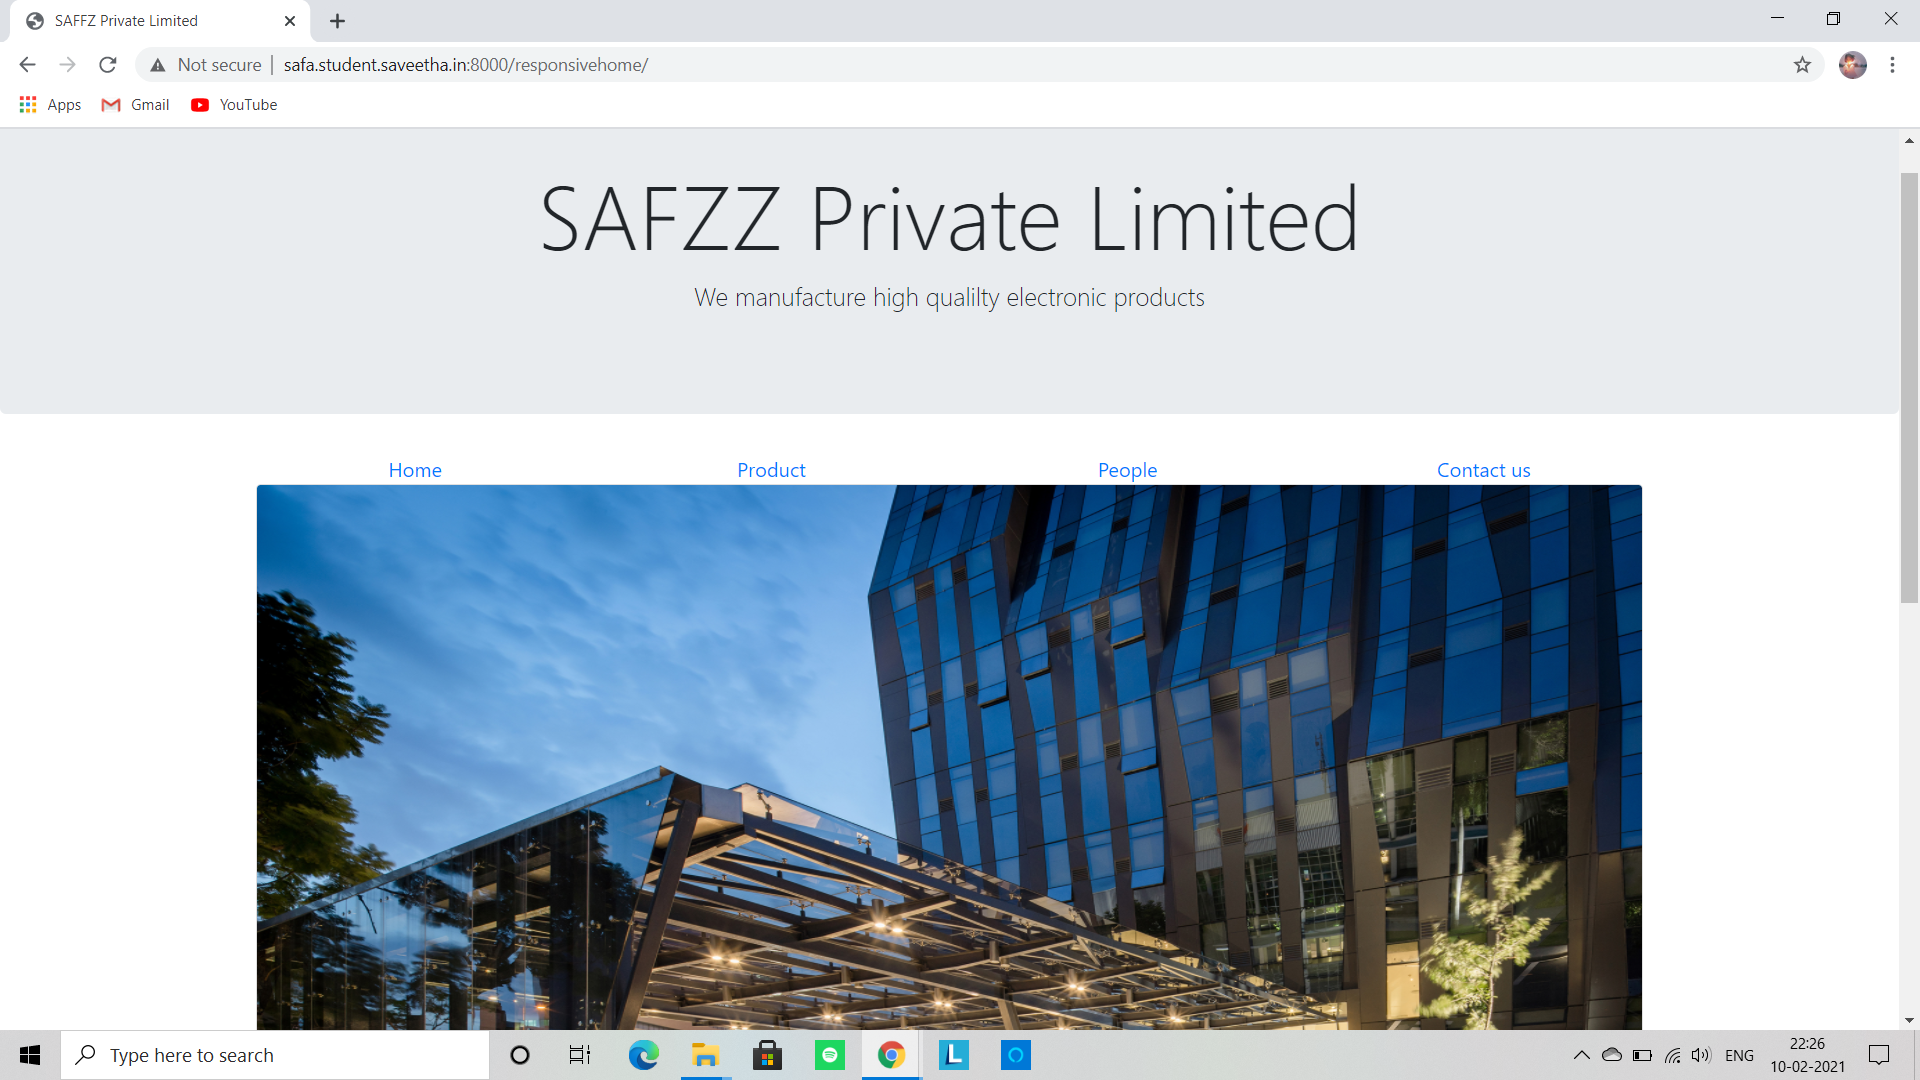 SAFFZ Private Limited
Not secure
safa.student.saveetha.in:8000/responsivehome/
Apps
Gmail
YouTube
SAFZZ Private Limited
We manufacture high qualilty electronic products
Home
Product
People
Contact us
Type here to search
L
ENG
22:26
10-02-2021